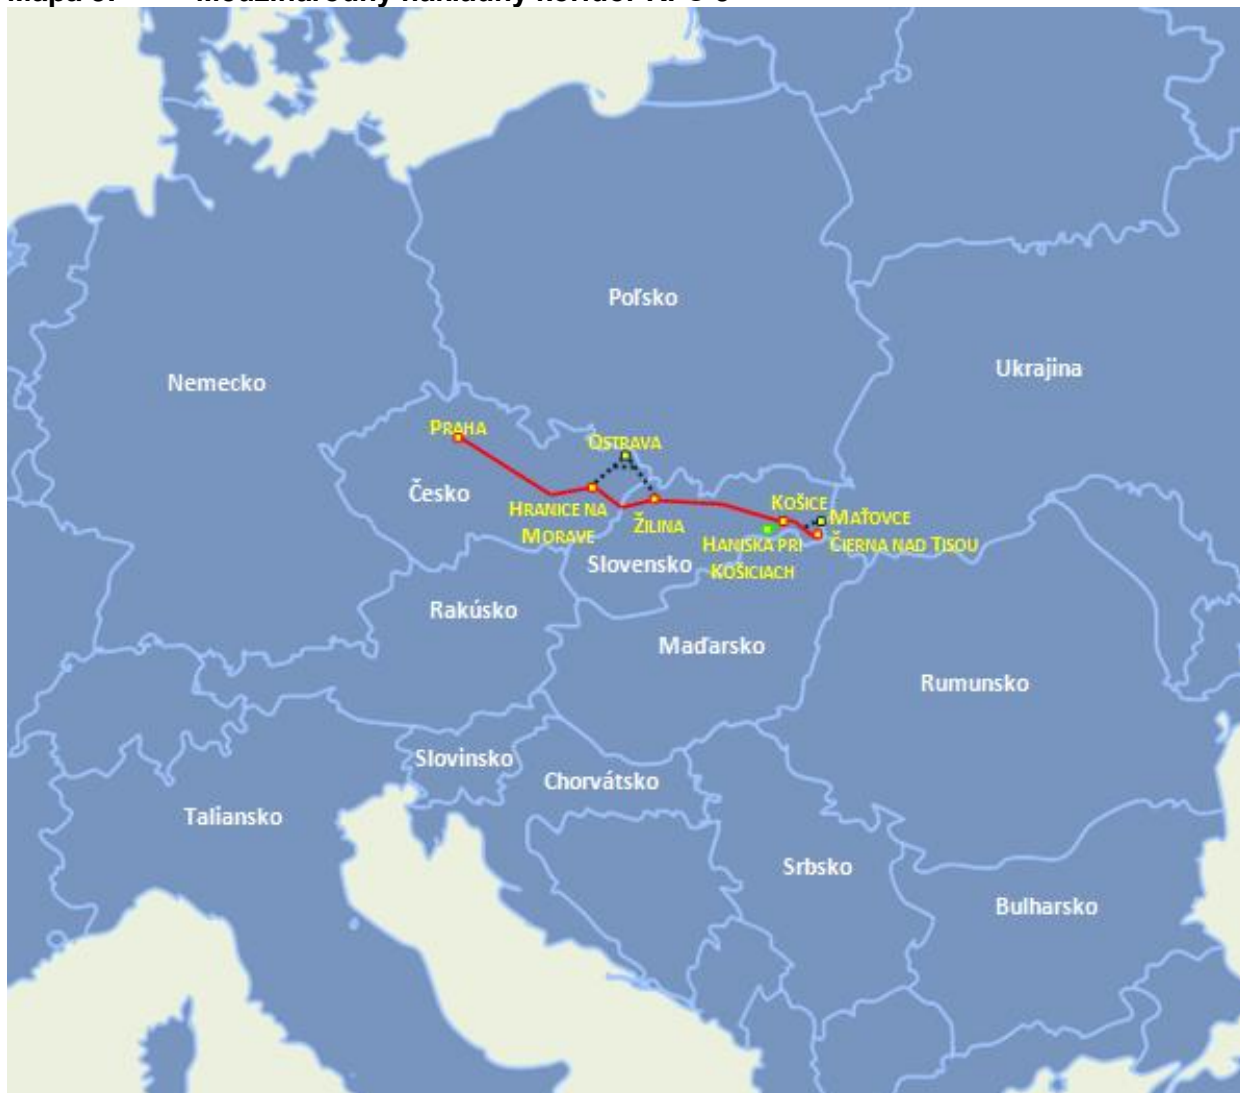 Poľsko
Ukrajina
Nemecko
PRAHA
OSTRAVA
Česko
HRANICE NA
MORAVE
ŽILINA
KOŠICE
MAŤOVCE
HANISKA PRI
KOŠICIACH
ČIERNA NAD TISOU
Slovensko
Rakúsko
Maďarsko
Rumunsko
Slovinsko
Chorvátsko
Taliansko
Srbsko
Bulharsko